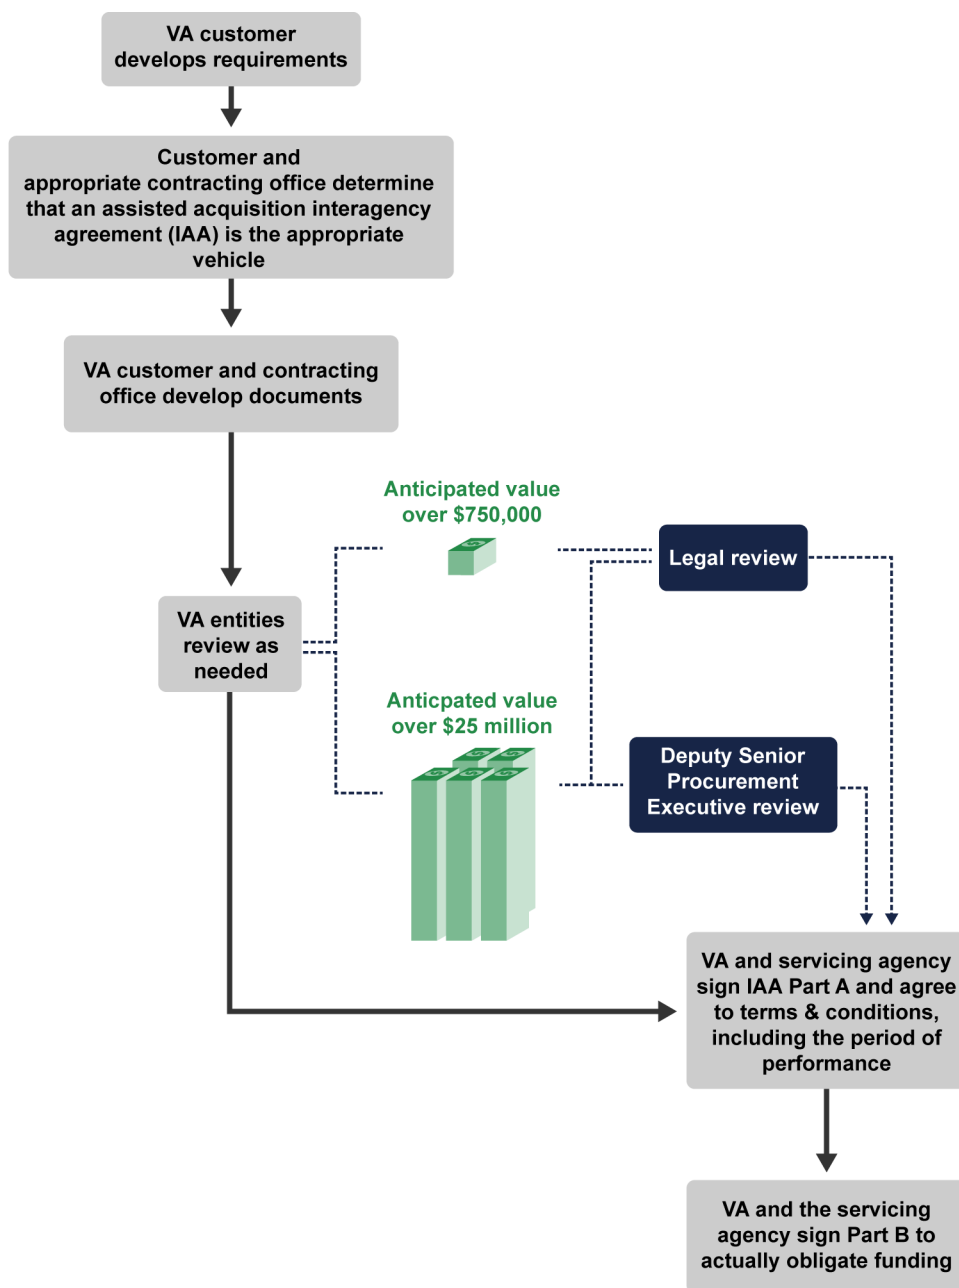 VA customer
develops requirements
Customer and
appropriate contracting office determine
that an assisted acquisition interagency
agreement (IAA) is the appropriate
vehicle
VA customer and contracting
office develop documents
Anticipated value
over $750,000
Legal review
VA entities
review as
needed
Anticpated value
over $25 million
Deputy Senior
Procurement
Executive review
VA and servicing agency
sign IAA Part A and agree
to terms & conditions,
including the period of
performance
VA and the servicing
agency sign Part B to
actually obligate funding